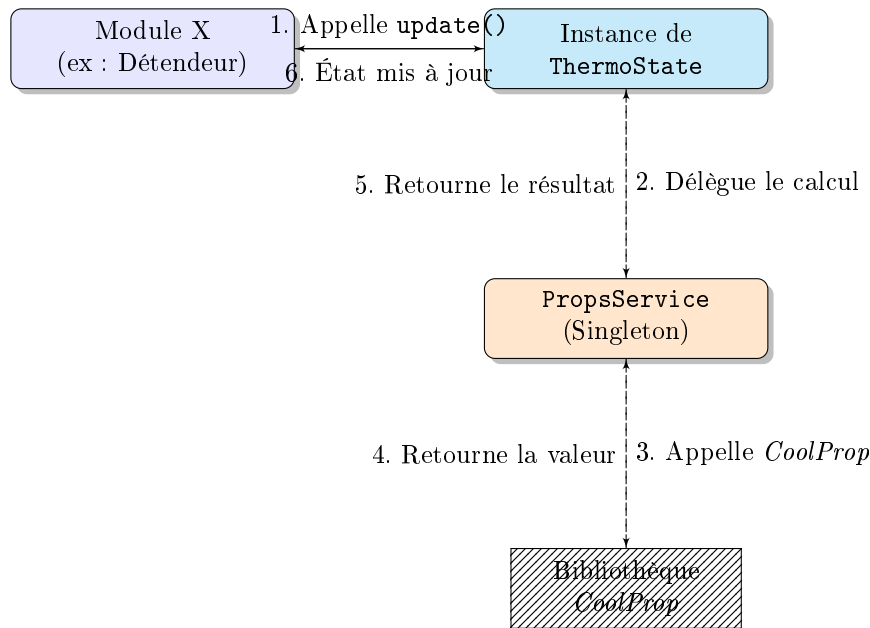 Module X
(ex : Détendeur)
1. Appelle update()
6. État mis à jour
Instance de
ThermoState
5. Retourne le résultat
2. Délègue le calcul
PropsService
(Singleton)
4. Retourne la valeur
3. Appelle CoolProp
Bibliothèque
CoolProp